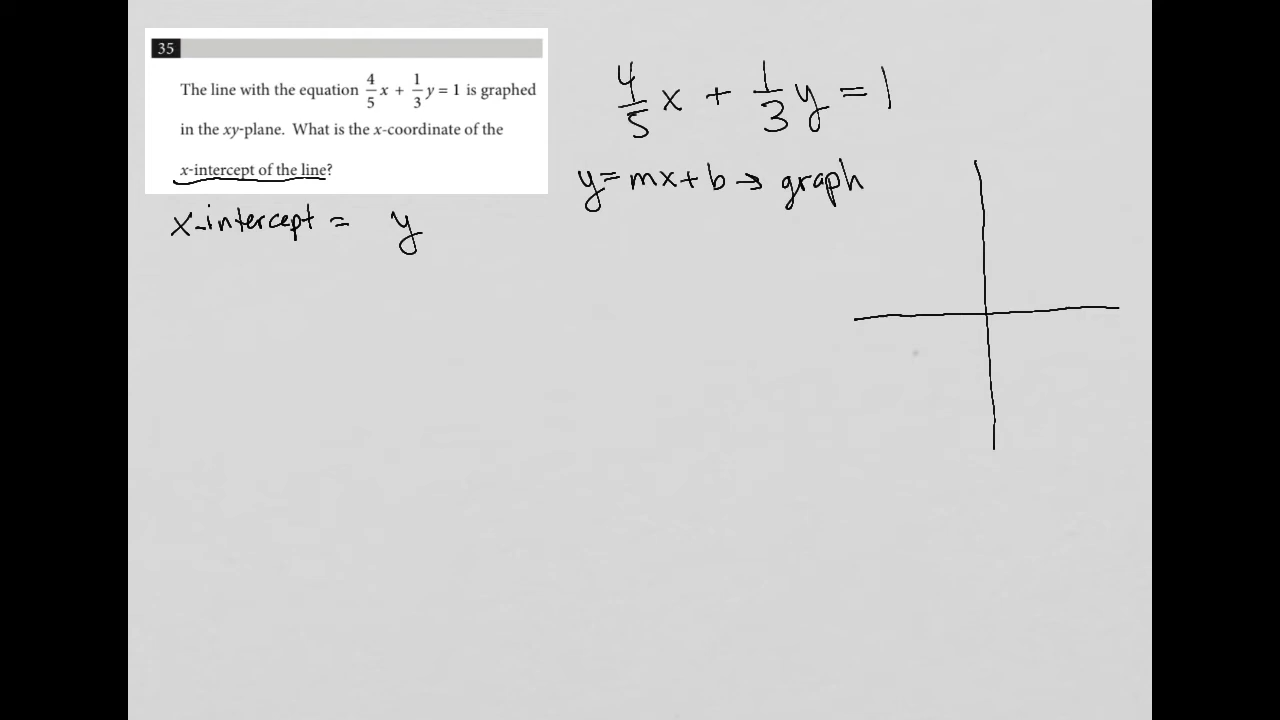 35
The line with the equation 4/5 x + 1/3 y = 1 is graphed
in the xy-plane. What is the x-coordinate of the
x-intercept of the line?
4/5 x + 1/3 y = 1
y = mx + b → graph
x-intercept = y